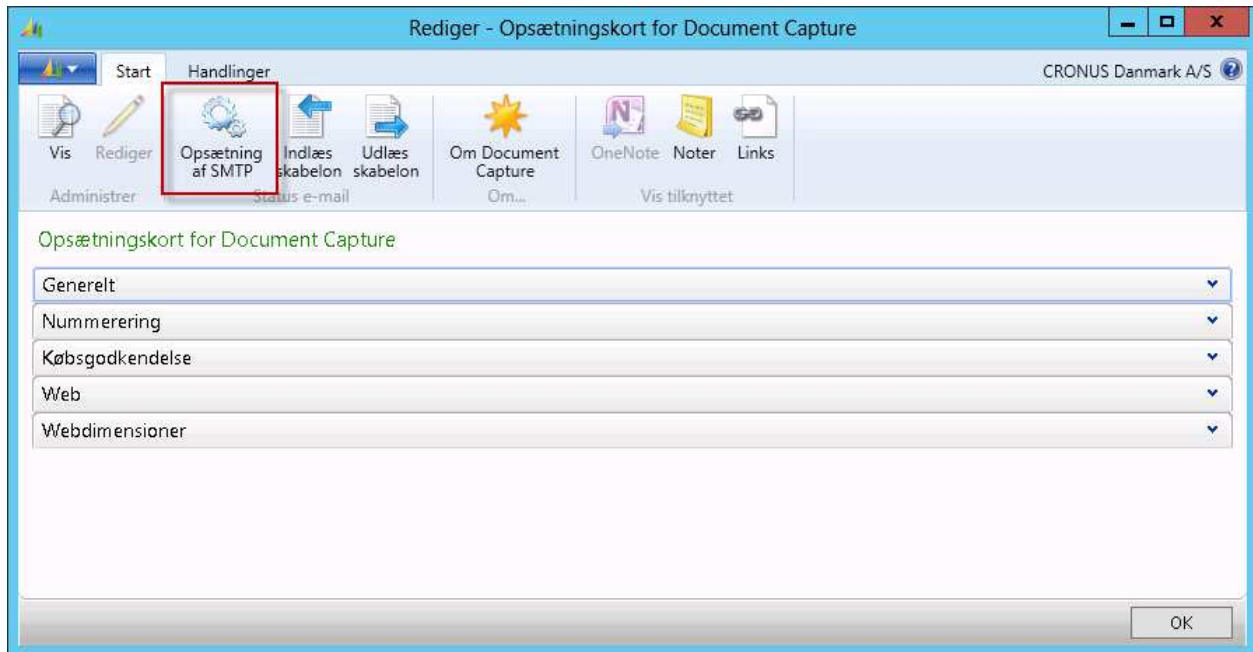 Rediger - Opsætningskort for Document Capture
Start Handlinger CRONUS Danmark A/S
Vis Rediger Opsætning af SMTP Indlæs skabelon Udlæs skabelon Om Document Capture OneNote Noter Links
Administrer Status e-mail Om... Vis tilknyttet
Opsætningskort for Document Capture
Generelt
Nummerering
Købsgodkendelse
Web
Webdimensioner
OK